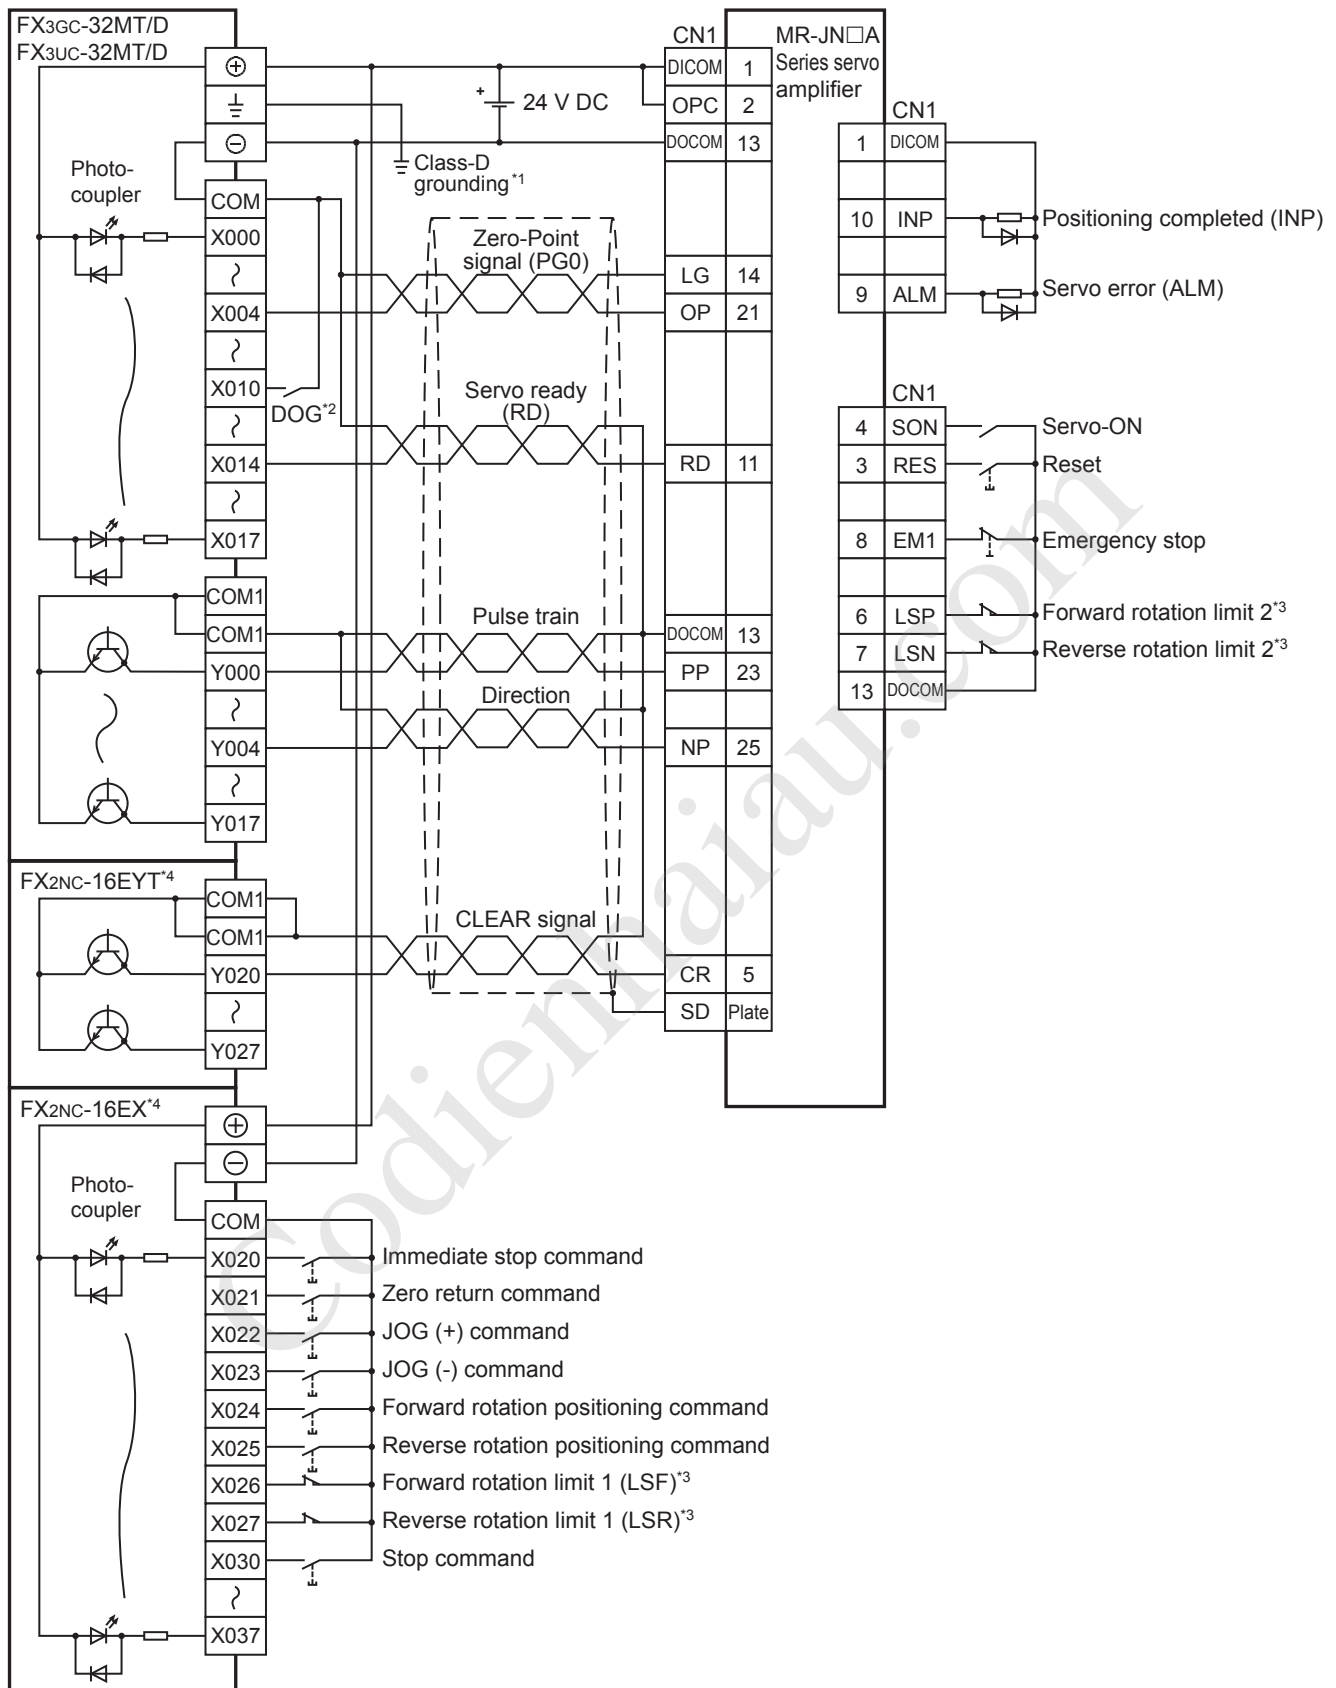 FX3GC-32MT/D
FX3UC-32MT/D
⊕
⊖
Photo-
coupler
COM
X000
X004
X010
X014
X017
COM1
COM1
Y000
Y004
Y017
FX2NC-16EYT*4
COM1
COM1
Y020
Y027
FX2NC-16EX*4
⊕
⊖
Photo-
coupler
COM
X020
X021
X022
X023
X024
X025
X026
X027
X030
X037
+
24 V DC
Class-D
grounding*1
Zero-Point
signal (PG0)
DOG*2
Servo ready
(RD)
Pulse train
Direction
CLEAR signal
Immediate stop command
Zero return command
JOG (+) command
JOG (-) command
Forward rotation positioning command
Reverse rotation positioning command
Forward rotation limit 1 (LSF)*3
Reverse rotation limit 1 (LSR)*3
Stop command
CN1
DICOM 1
OPC 2
DOCOM 13
LG 14
OP 21
RD 11
DOCOM 13
PP 23
NP 25
CR 5
SD Plate
MR-JN□A
Series servo
amplifier
CN1
1 DICOM
10 INP Positioning completed (INP)
9 ALM Servo error (ALM)
CN1
4 SON Servo-ON
3 RES Reset
8 EM1 Emergency stop
6 LSP Forward rotation limit 2*3
7 LSN Reverse rotation limit 2*3
13 DOCOM
Codienhaiau.com